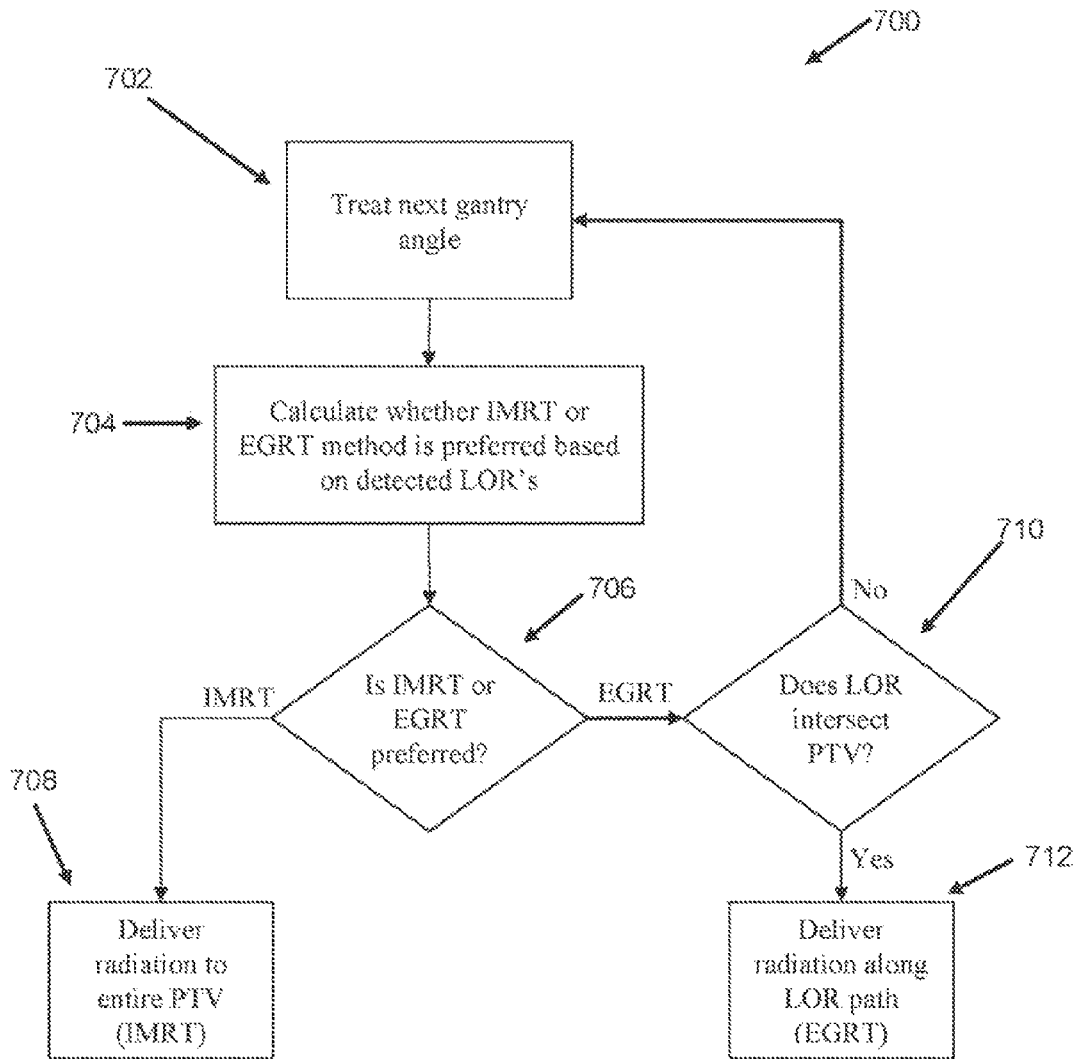 700
702
Treat next gantry
angle
704
Calculate whether IMRT or
EGRT method is preferred based
on detected LOR's
706
710
No
IMRT
Is IMRT or
EGRT
preferred?
EGRT
Does LOR
intersect
PTV?
708
Yes
712
Deliver
radiation to
entire PTV
(IMRT)
Deliver
radiation along
LOR path
(EGRT)